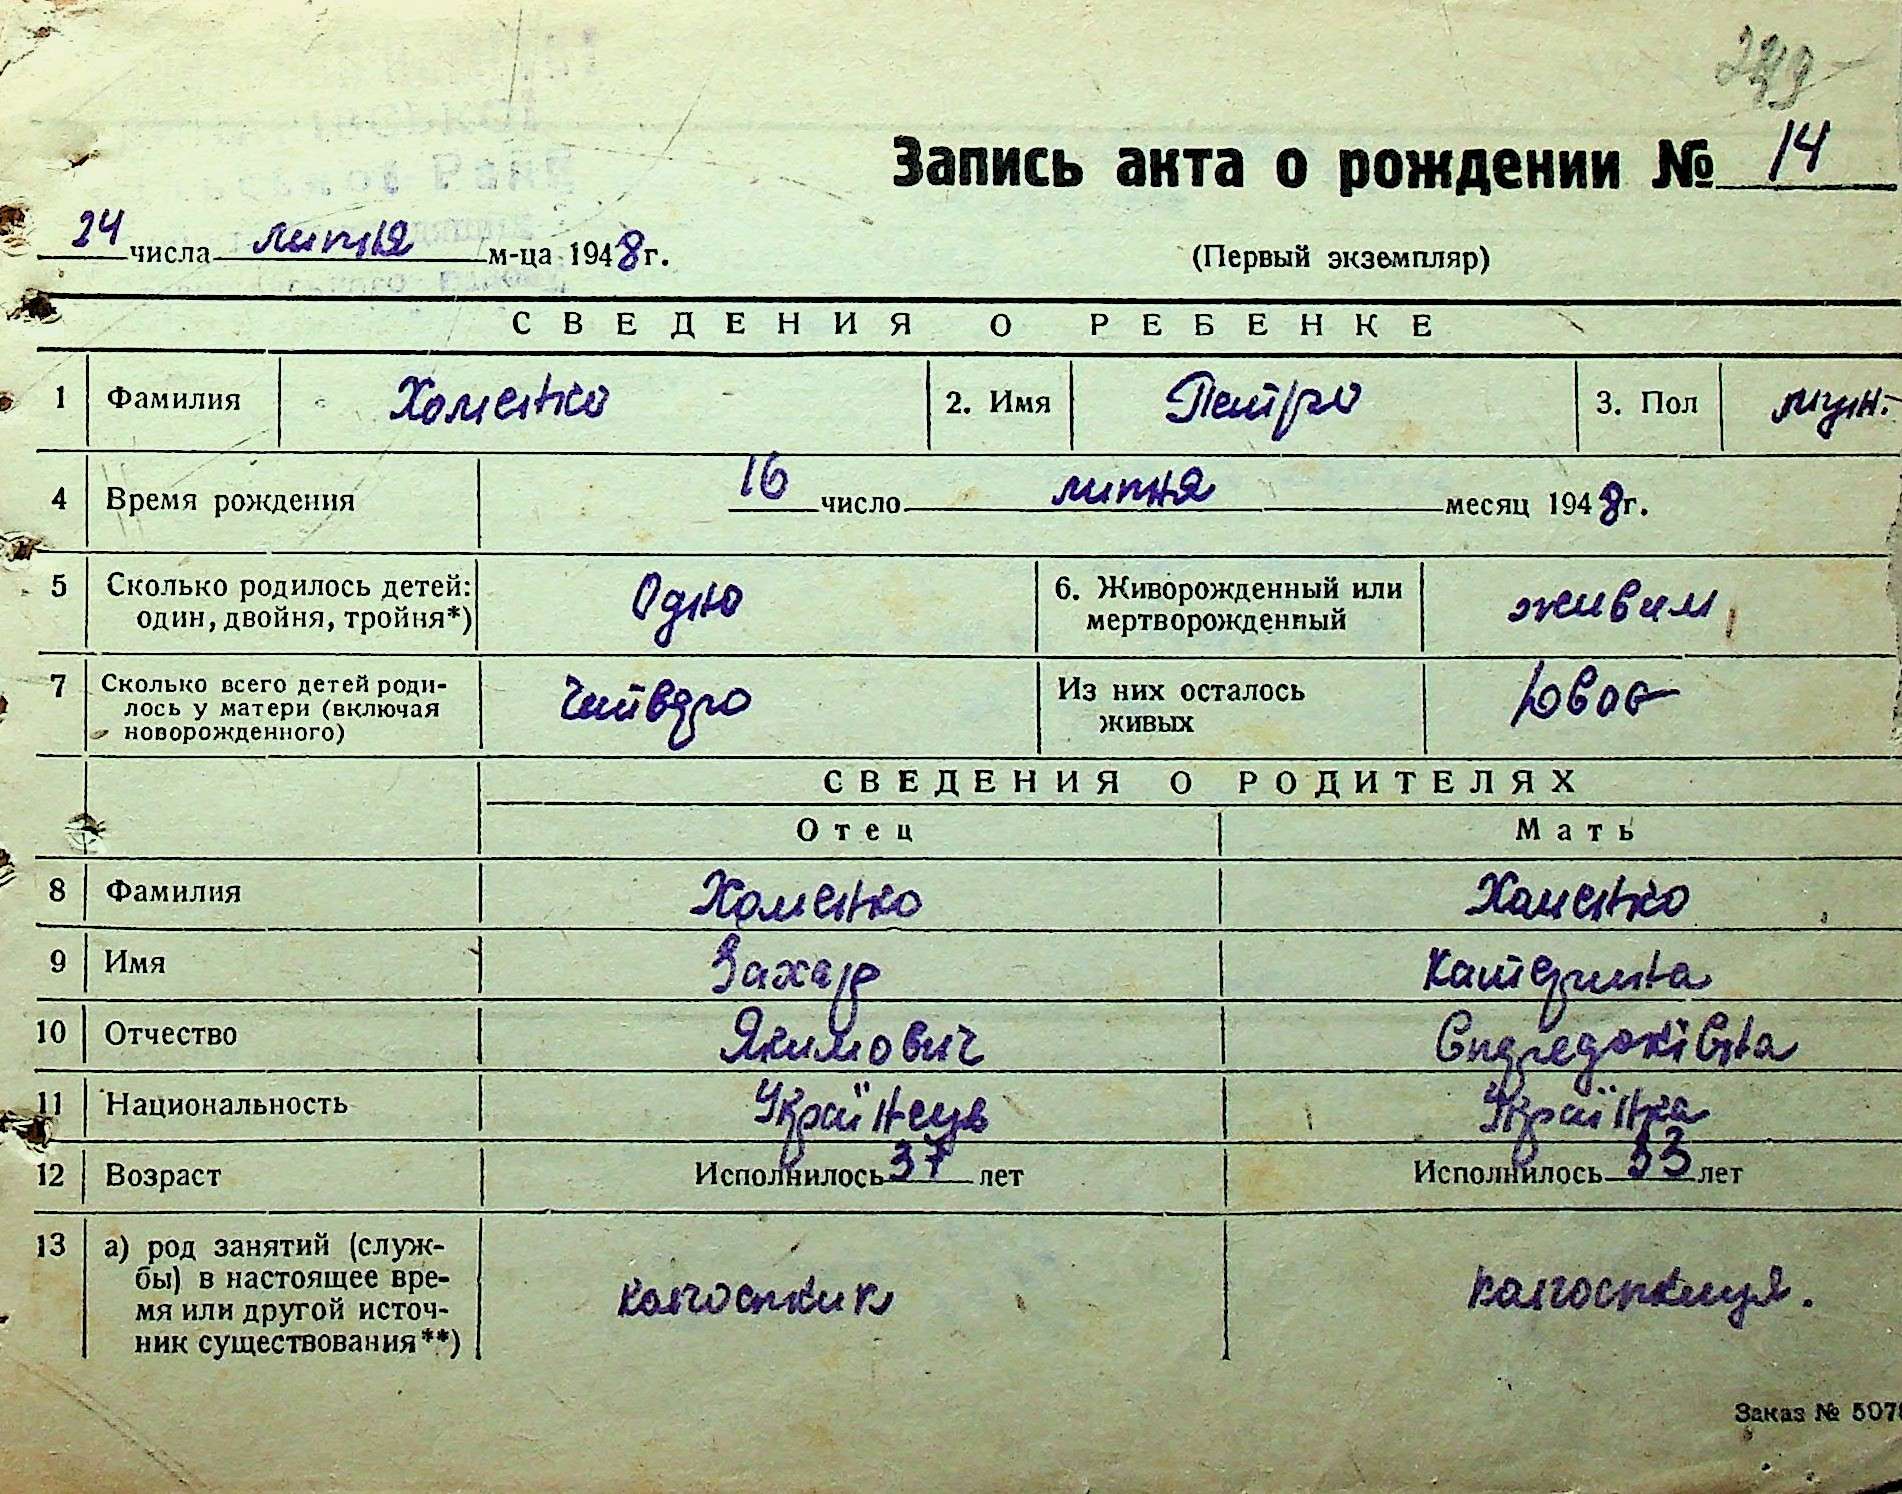 Запись акта о рождении № 14
24 числа липня м-ца 1948 г.
(Первый экземпляр)
СВЕДЕНИЯ О РЕБЕНКЕ
1 Фамилия Хоменко 2. Имя Петро 3. Пол муж.
4 Время рождения 16 число липня месяц 1948 г.
5 Сколько родилось детей: один, двойня, тройня*) Одно 6. Живорожденный или мертворожденный живим
7 Сколько всего детей родилось у матери (включая новорожденного) Четверо Из них осталось живых
СВЕДЕНИЯ О РОДИТЕЛЯХ
Отец Мать
8 Фамилия Хоменко Хоменко
9 Имя Захар Катерина
10 Отчество Якимович
11 Национальность Українець Українка
12 Возраст Исполнилось 37 лет Исполнилось 33 лет
13 а) род занятий (службы) в настоящее время или другой источник существования**) колгоспник колгоспниця.
Заказ № 507